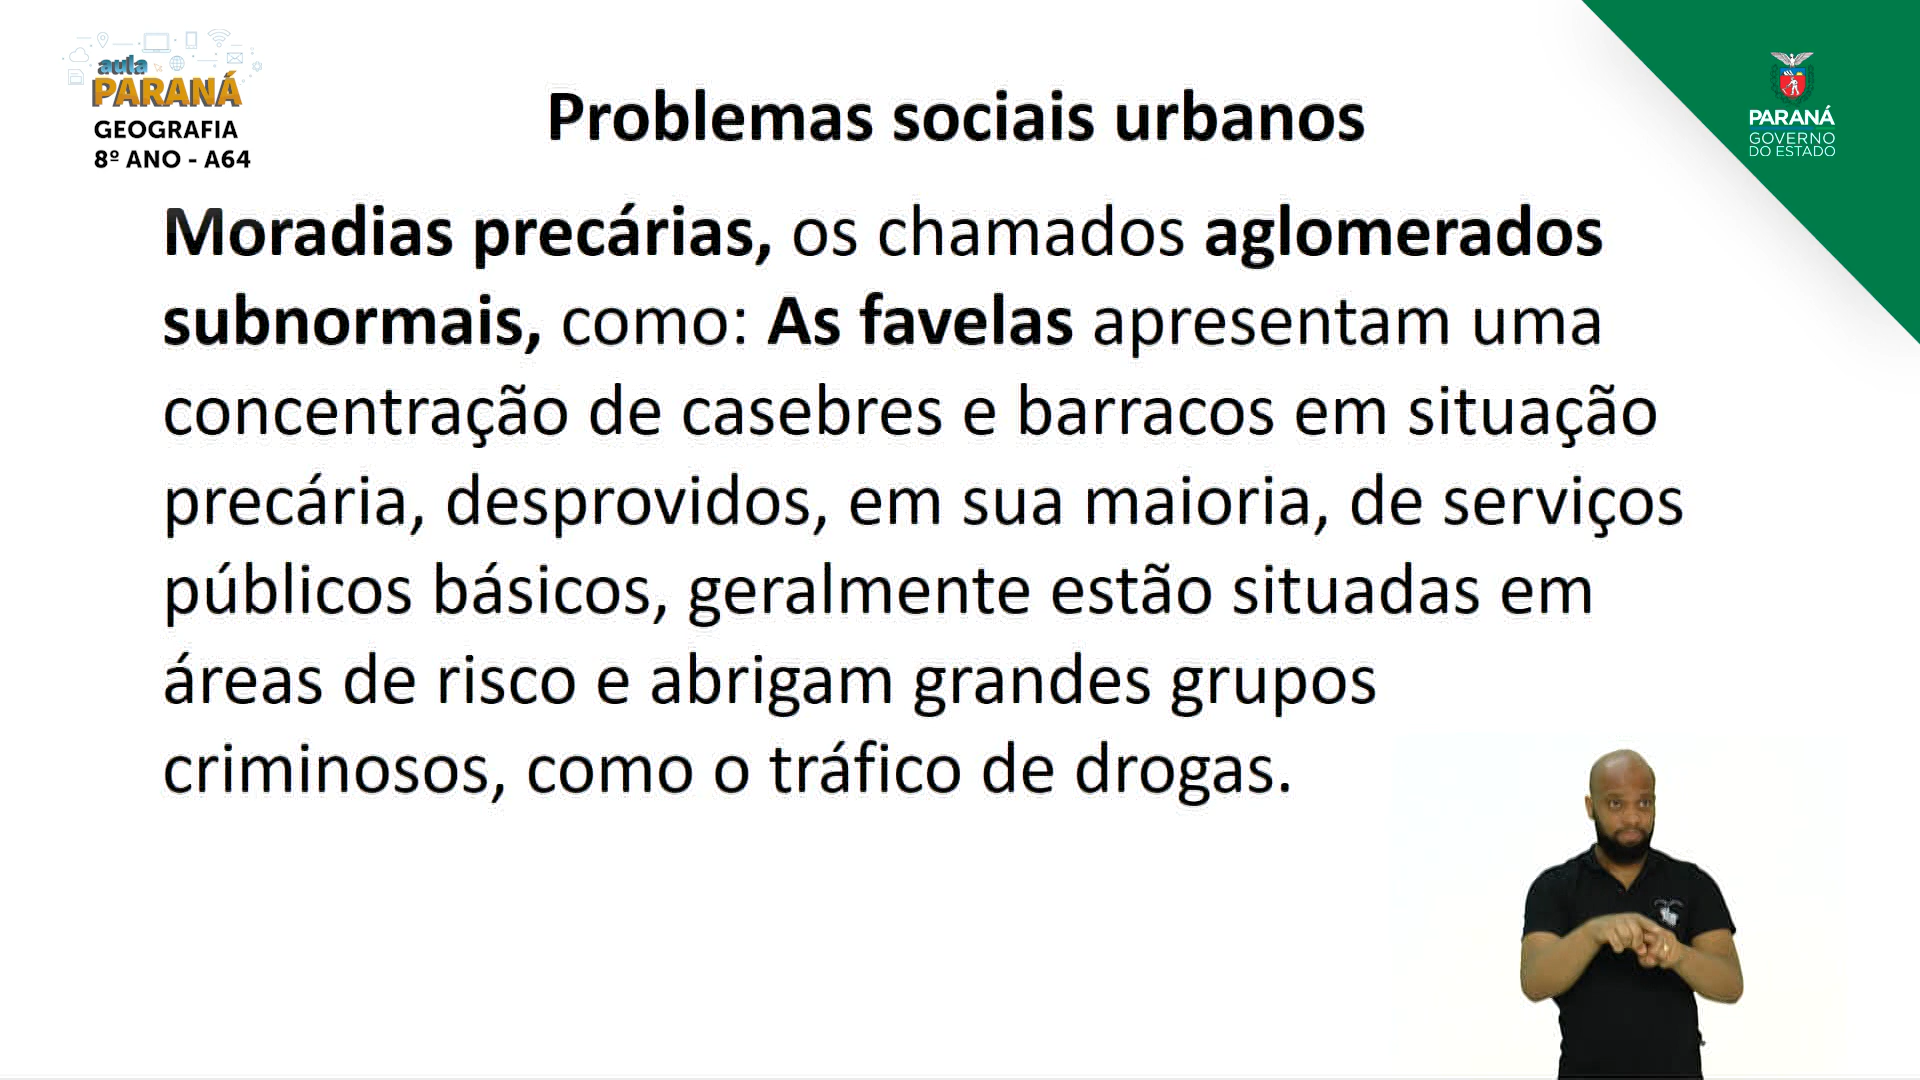 aula
PARANÁ
GEOGRAFIA
8º ANO - A64
PARANÁ
GOVERNO
DO ESTADO
Problemas sociais urbanos
Moradias precárias, os chamados aglomerados
subnormais, como: As favelas apresentam uma
concentração de casebres e barracos em situação
precária, desprovidos, em sua maioria, de serviços
públicos básicos, geralmente estão situadas em
áreas de risco e abrigam grandes grupos
criminosos, como o tráfico de drogas.